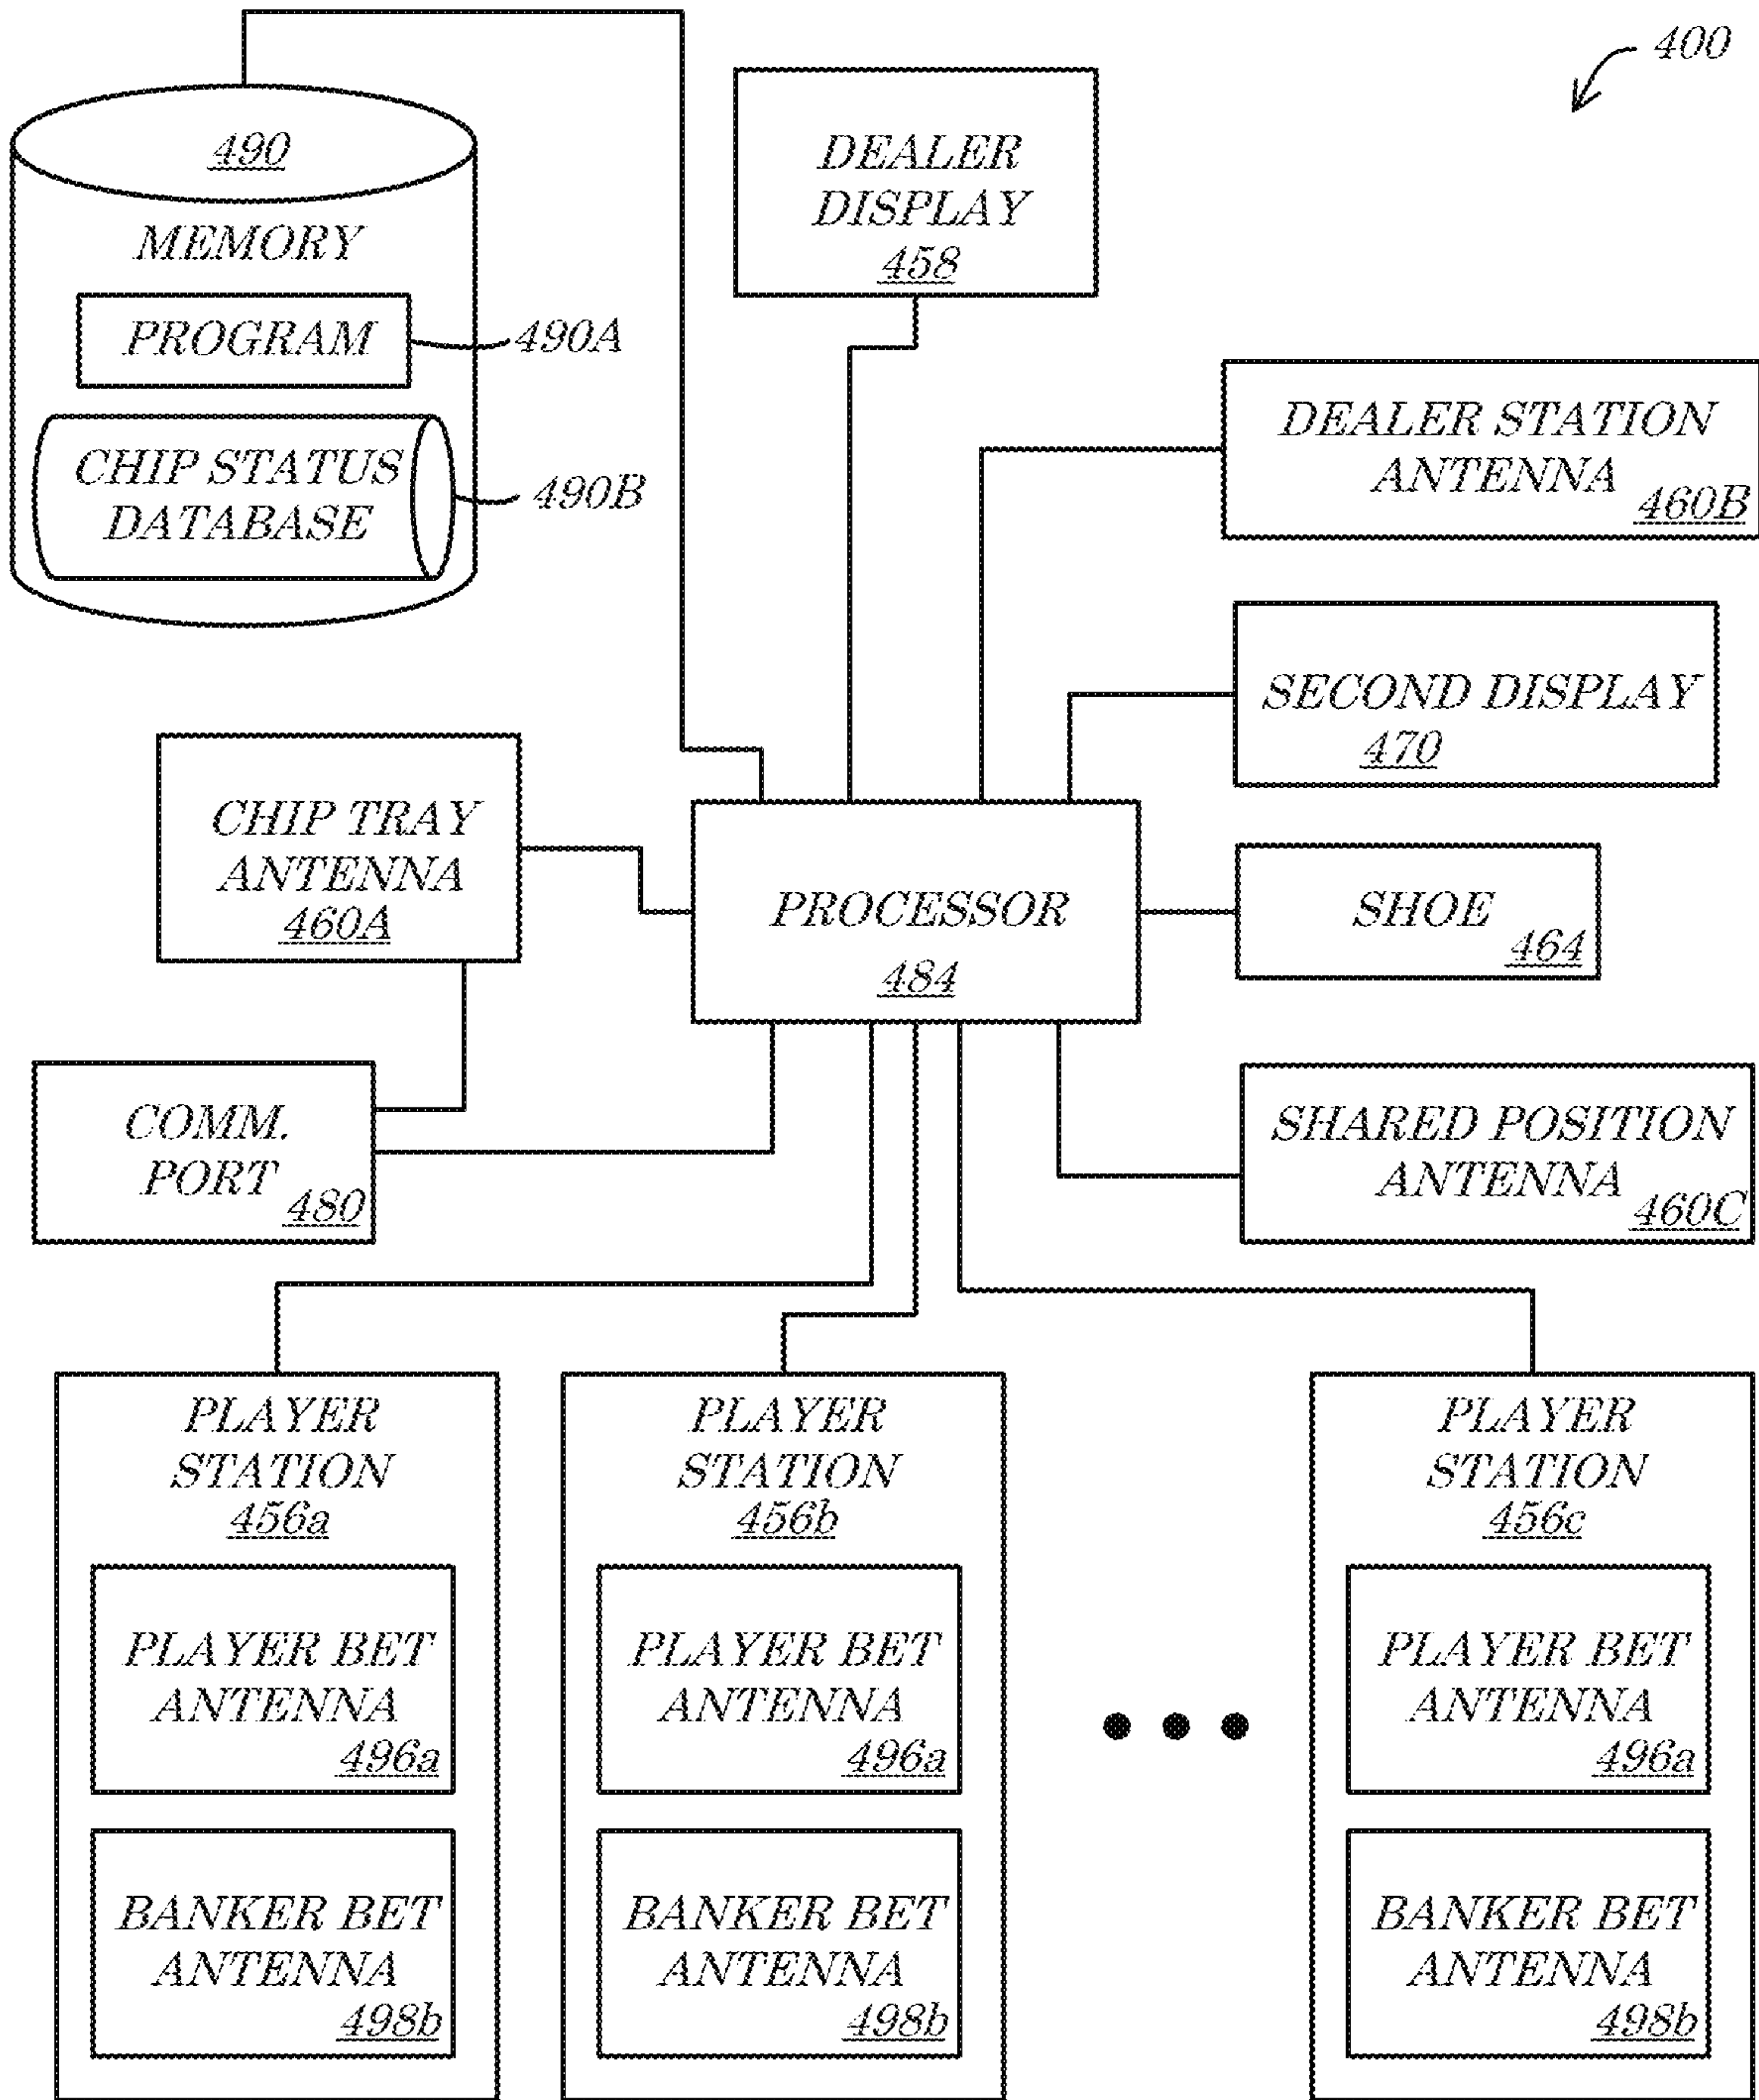 400
490
MEMORY
PROGRAM
490A
CHIP STATUS
DATABASE
490B
DEALER
DISPLAY
458
DEALER STATION
ANTENNA
460B
SECOND DISPLAY
470
CHIP TRAY
ANTENNA
460A
PROCESSOR
484
SHOE
464
COMM.
PORT
480
SHARED POSITION
ANTENNA
460C
PLAYER
STATION
456a
PLAYER BET
ANTENNA
496a
BANKER BET
ANTENNA
498b
PLAYER
STATION
456b
PLAYER BET
ANTENNA
496a
BANKER BET
ANTENNA
498b
PLAYER
STATION
456c
PLAYER BET
ANTENNA
496a
BANKER BET
ANTENNA
498b